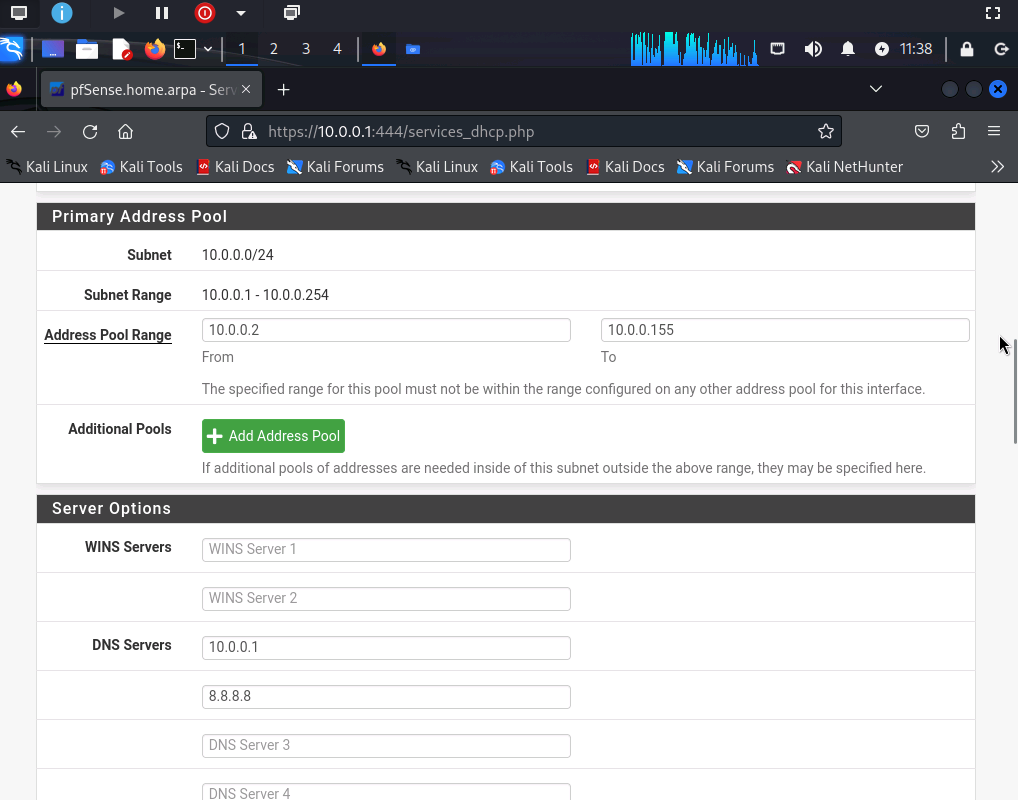 1 2 3 4 11:38
pfSense.home.arpa - Serv
https://10.0.0.1:444/services_dhcp.php
Kali Linux Kali Tools Kali Docs Kali Forums Kali Linux Kali Tools Kali Docs Kali Forums Kali NetHunter
Primary Address Pool
Subnet 10.0.0.0/24
Subnet Range 10.0.0.1 - 10.0.0.254
Address Pool Range 10.0.0.2 10.0.0.155
From To
The specified range for this pool must not be within the range configured on any other address pool for this interface.
Additional Pools Add Address Pool
If additional pools of addresses are needed inside of this subnet outside the above range, they may be specified here.
Server Options
WINS Servers WINS Server 1
WINS Server 2
DNS Servers 10.0.0.1
8.8.8.8
DNS Server 3
DNS Server 4